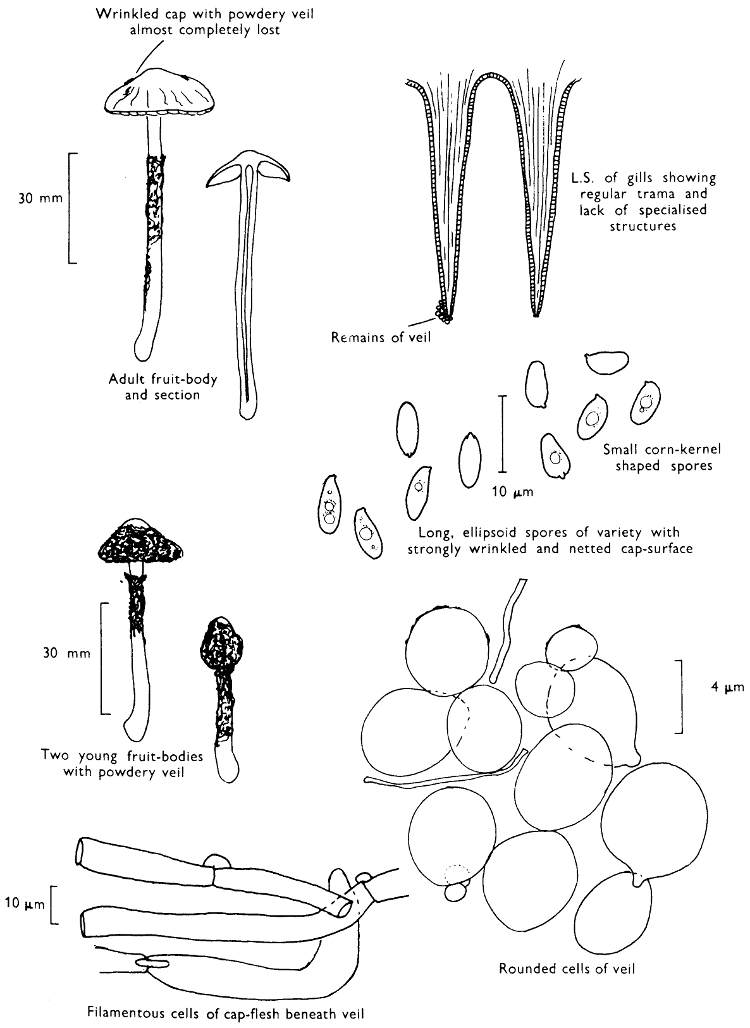 Wrinkled cap with powdery veil
almost completely lost
30 mm
L.S. of gills showing
regular trama and
lack of specialised
structures
Remains of veil
Adult fruit-body
and section
Small corn-kernel
shaped spores
10 μm
Long, ellipsoid spores of variety with
strongly wrinkled and netted cap-surface
30 mm
4 μm
Two young fruit-bodies
with powdery veil
10 μm
Rounded cells of veil
Filamentous cells of cap-flesh beneath veil